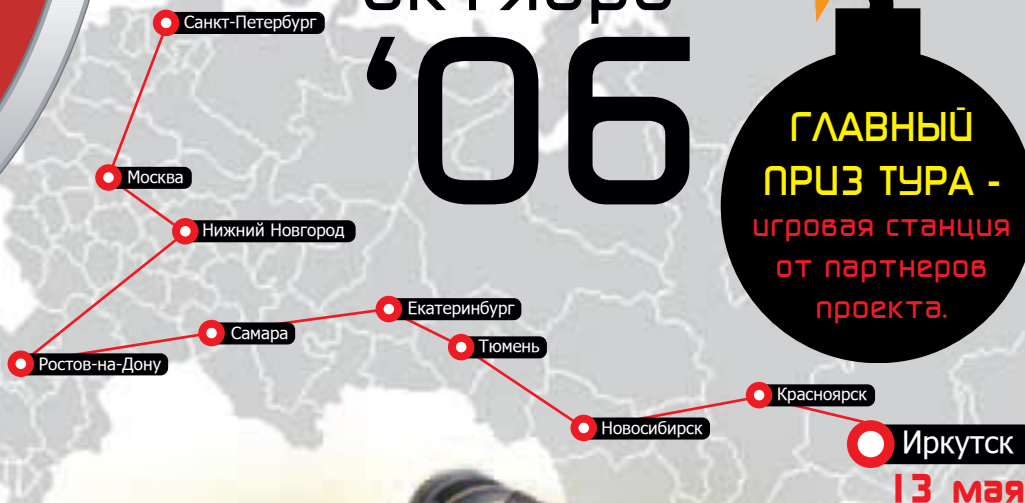 октября
‘06
Санкт-Петербург
Москва
Нижний Новгород
Екатеринбург
Самара
Тюмень
Ростов-на-Дону
Красноярск
Новосибирск
Иркутск
13 мая
ГЛАВНЫЙ
ПРИЗ ТУРА -
игровая станция
от партнеров
проекта.